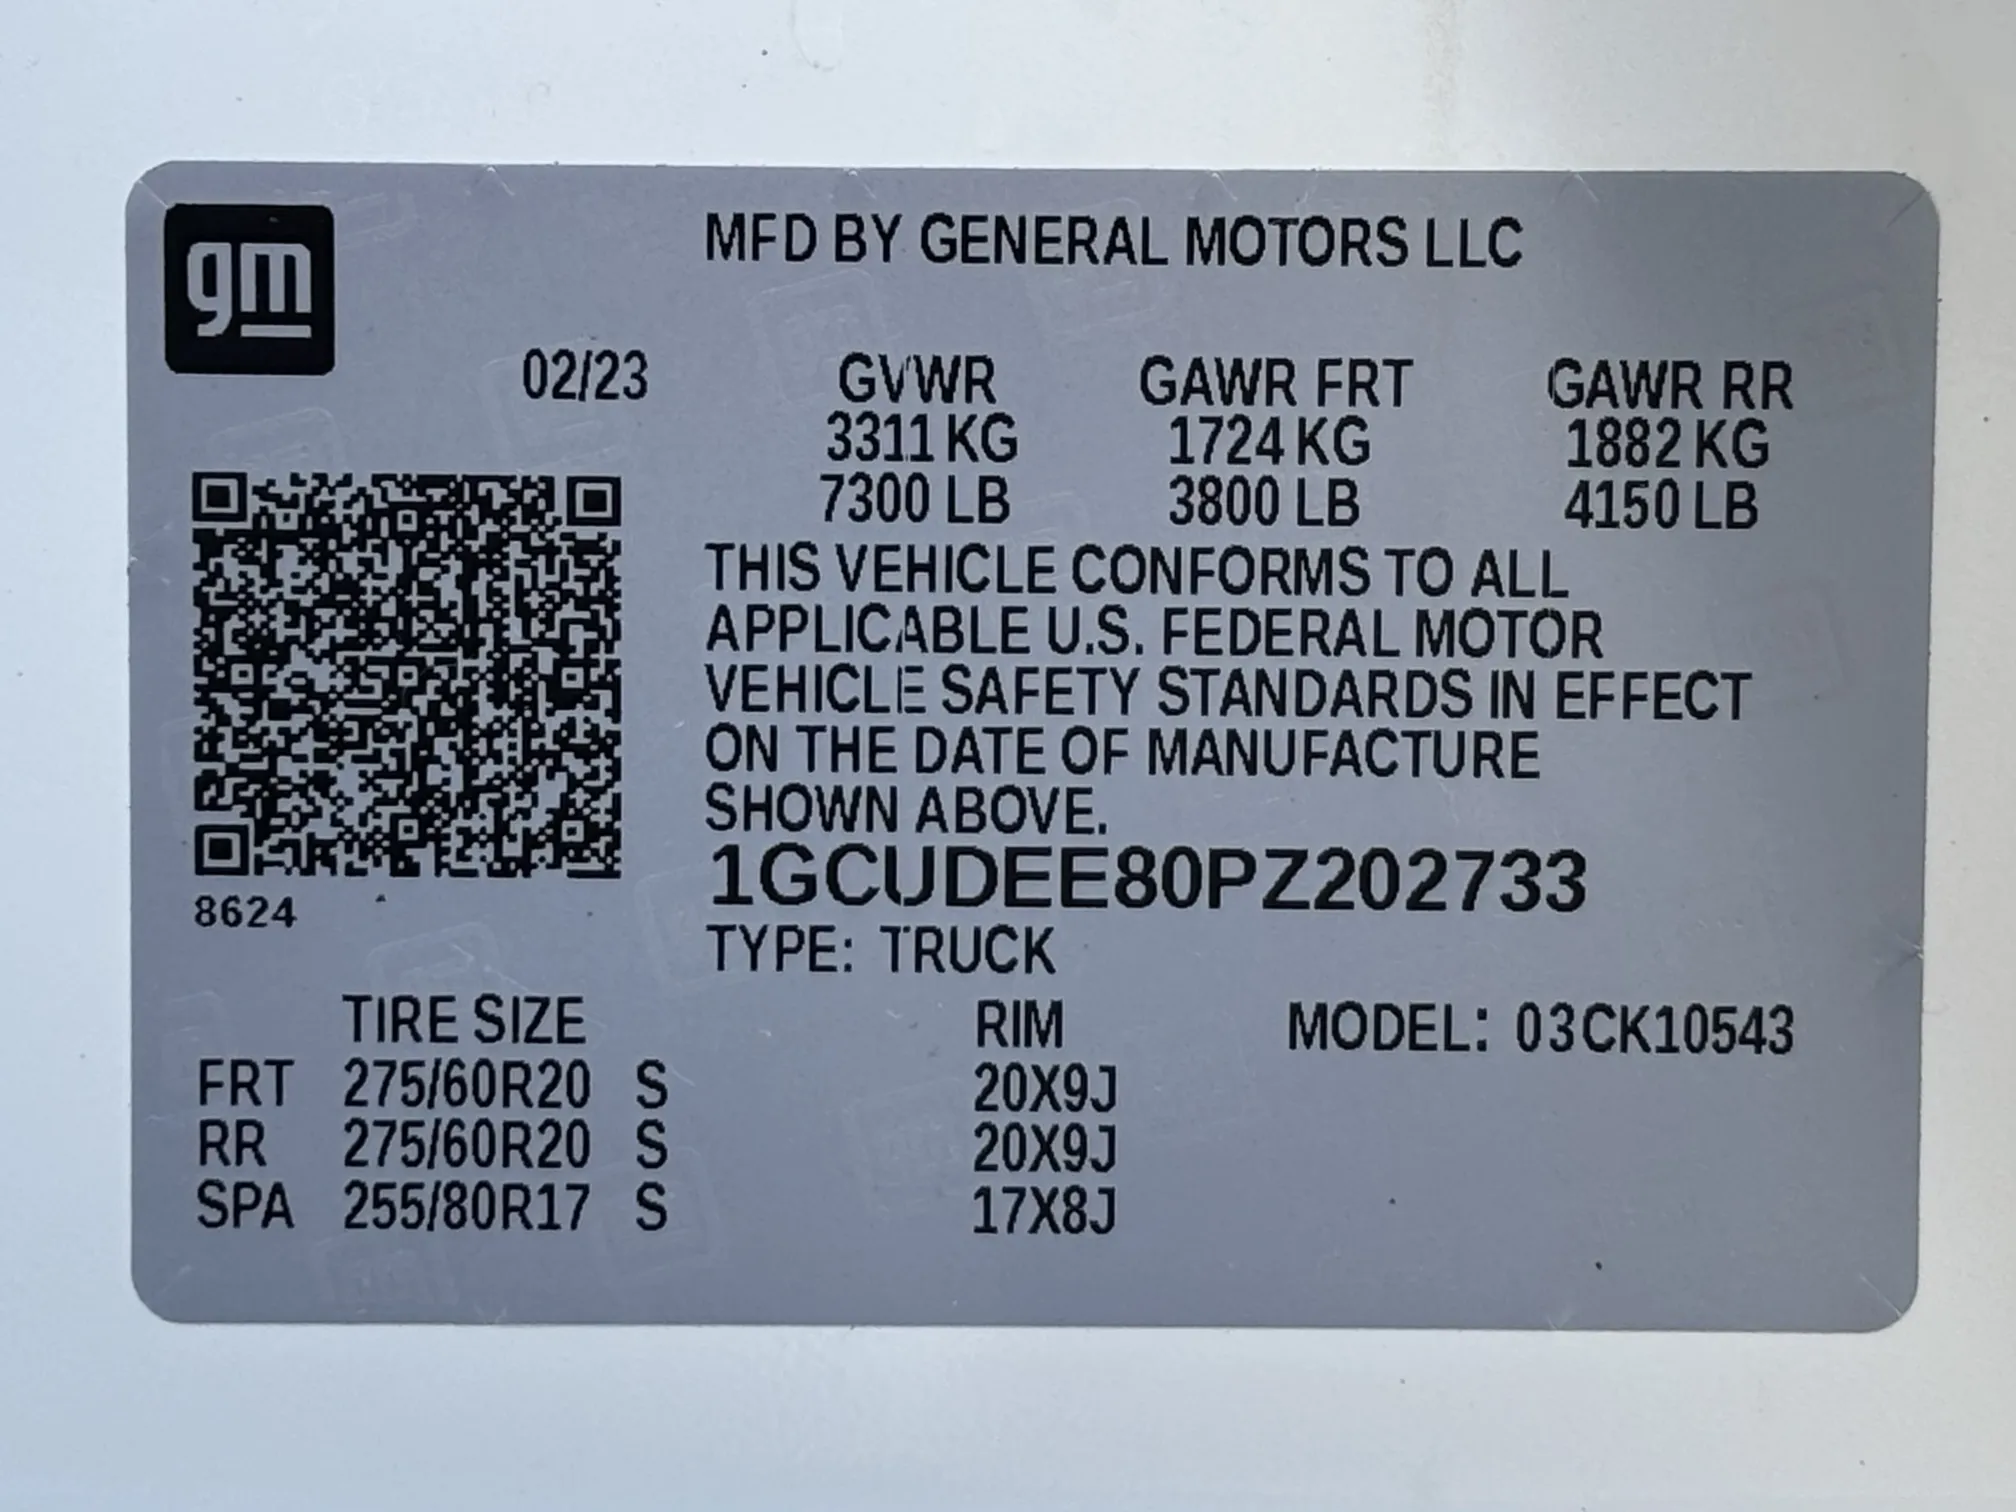 gm
MFD BY GENERAL MOTORS LLC
02/23 GVWR GAWR FRT GAWR RR
3311 KG 1724 KG 1882 KG
7300 LB 3800 LB 4150 LB
THIS VEHICLE CONFORMS TO ALL
APPLICABLE U.S. FEDERAL MOTOR
VEHICLE SAFETY STANDARDS IN EFFECT
ON THE DATE OF MANUFACTURE
SHOWN ABOVE.
1GCUDEE80PZ202733
8624
TYPE: TRUCK
TIRE SIZE RIM MODEL: 03CK10543
FRT 275/60R20 S 20X9J
RR 275/60R20 S 20X9J
SPA 255/80R17 S 17X8J